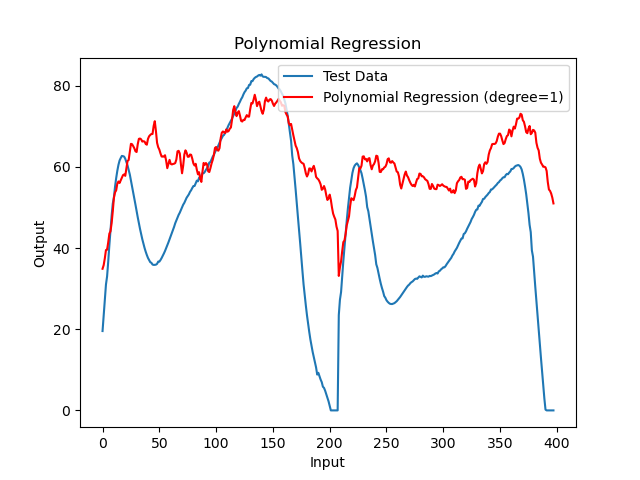 Polynomial Regression
Test Data
Polynomial Regression (degree=1)
80
60
40
20
0
Output
0 50 100 150 200 250 300 350 400
Input